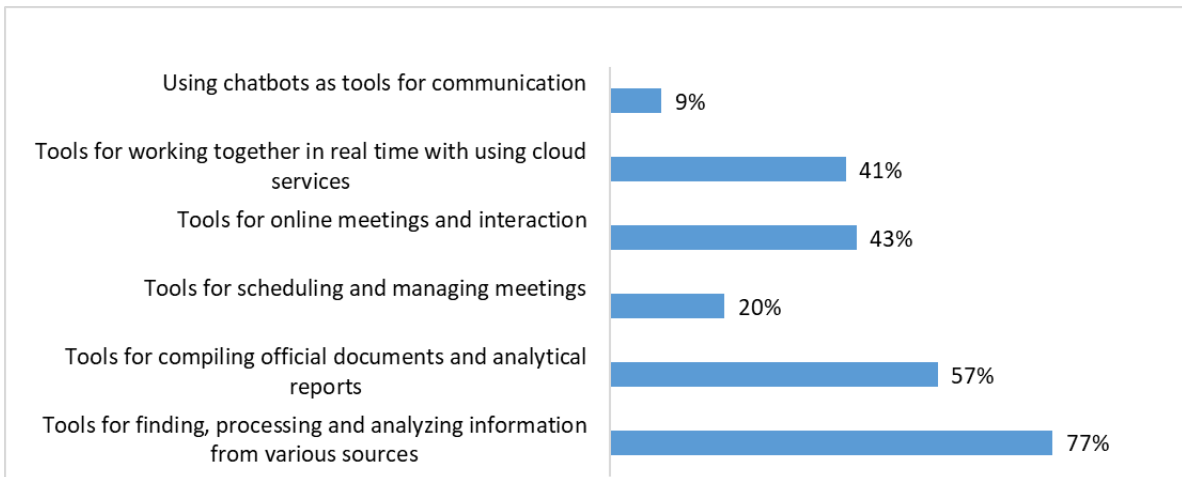 Using chatbots as tools for communication
9%
Tools for working together in real time with using cloud
services
41%
Tools for online meetings and interaction
43%
Tools for scheduling and managing meetings
20%
Tools for compiling official documents and analytical
reports
57%
Tools for finding, processing and analyzing information
from various sources
77%